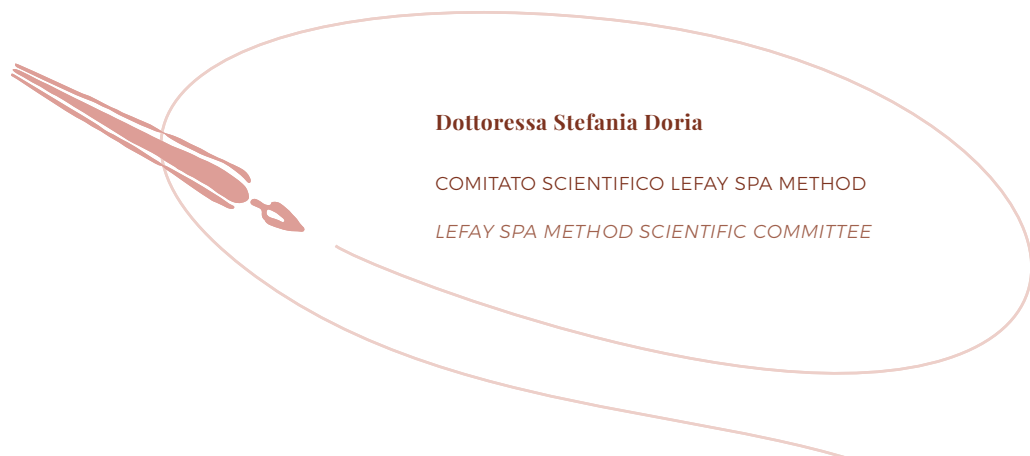 Dottoressa Stefania Doria
COMITATO SCIENTIFICO LEFAY SPA METHOD
LEFAY SPA METHOD SCIENTIFIC COMMITTEE